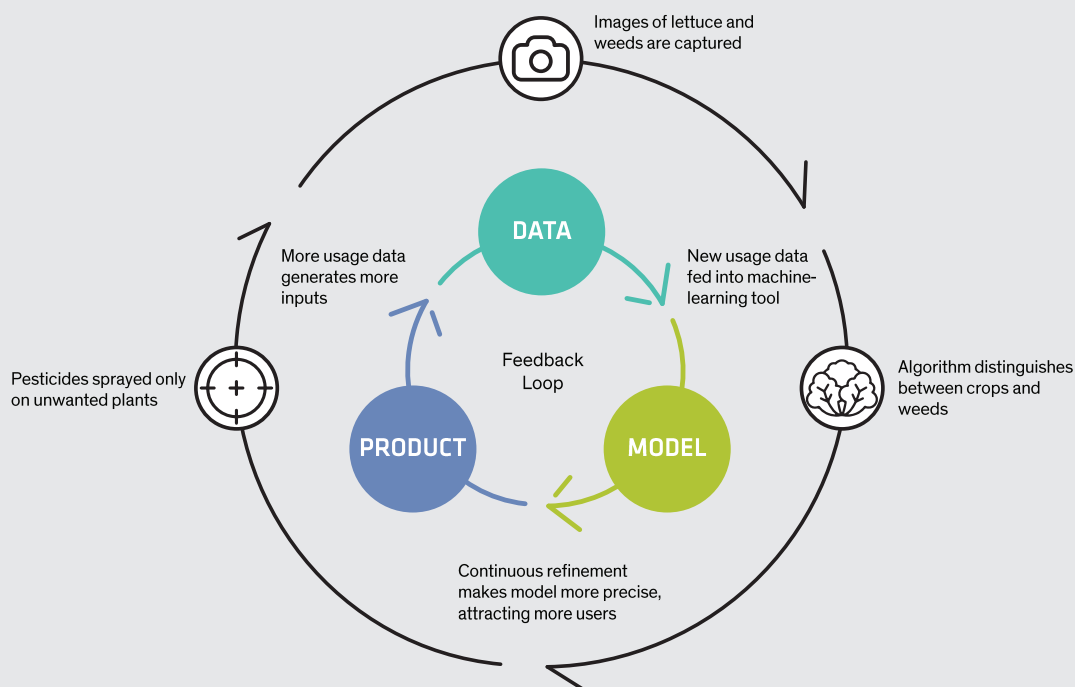 Images of lettuce and
weeds are captured
DATA
More usage data
generates more
inputs
New usage data
fed into machine-
learning tool
Feedback
Loop
Pesticides sprayed only
on unwanted plants
Algorithm distinguishes
between crops and
weeds
PRODUCT
MODEL
Continuous refinement
makes model more precise,
attracting more users